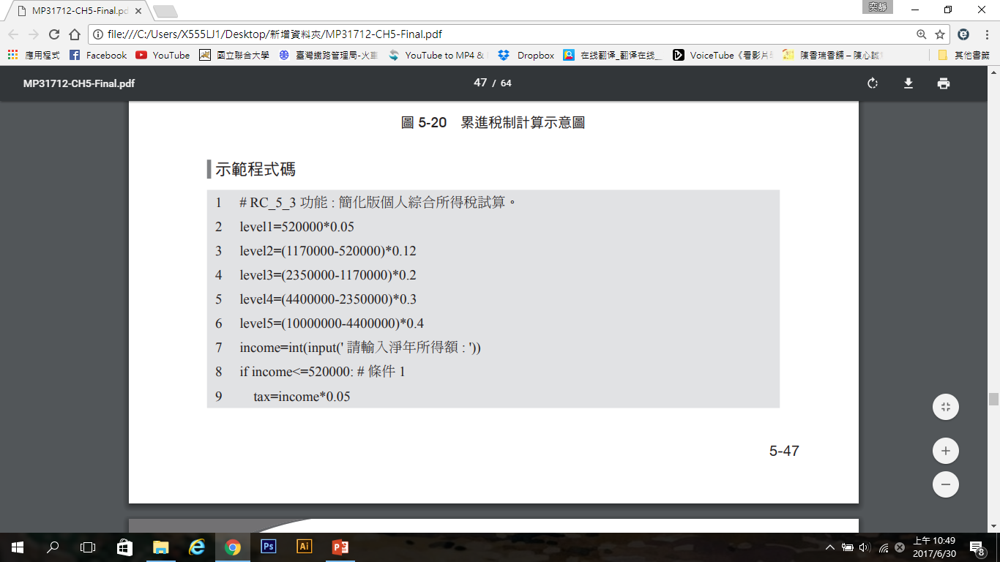 MP31712-CH5-Final.pd
奕靜
file:///C:/Users/X555LJ1/Desktop/新增資料夾/MP31712-CH5-Final.pdf
應用程式 Facebook YouTube 國立聯合大學 臺灣鐵路管理局-火車 YouTube to MP4 & Dropbox 在线翻译_翻译在线_ VoiceTube《看影片 陳香瑞香鋪 – 陳心誠 其他書籤
MP31712-CH5-Final.pdf 47 / 64
圖 5-20 累進稅制計算示意圖
示範程式碼
1 # RC_5_3 功能 : 簡化版個人綜合所得稅試算。
2 level1=520000*0.05
3 level2=(1170000-520000)*0.12
4 level3=(2350000-1170000)*0.2
5 level4=(4400000-2350000)*0.3
6 level5=(10000000-4400000)*0.4
7 income=int(input(' 請輸入淨年所得額 : '))
8 if income<=520000: # 條件 1
9 tax=income*0.05
5-47
Ps Ai P
上午 10:49
2017/6/30
8